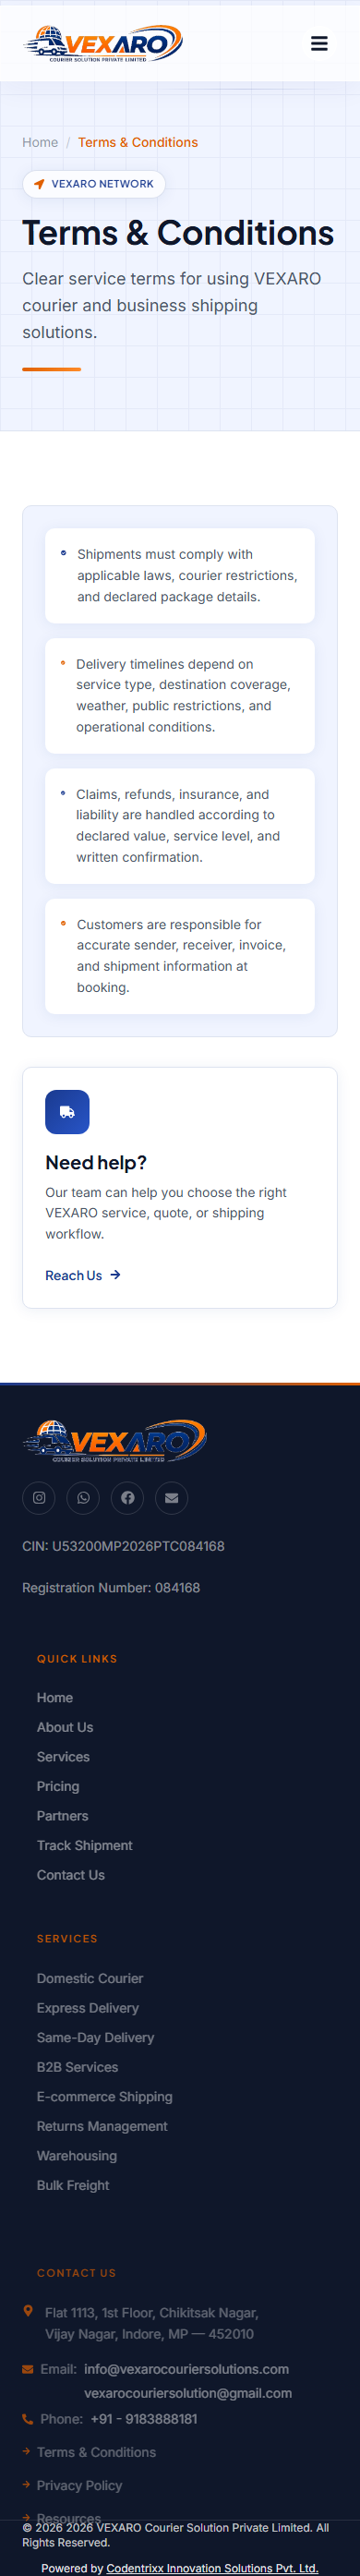 VEXARO
COURIER SOLUTION PRIVATE LIMITED
Home / Terms & Conditions
VEXARO NETWORK
Terms & Conditions
Clear service terms for using VEXARO
courier and business shipping
solutions.
Shipments must comply with
applicable laws, courier restrictions,
and declared package details.
Delivery timelines depend on
service type, destination coverage,
weather, public restrictions, and
operational conditions.
Claims, refunds, insurance, and
liability are handled according to
declared value, service level, and
written confirmation.
Customers are responsible for
accurate sender, receiver, invoice,
and shipment information at
booking.
Need help?
Our team can help you choose the right
VEXARO service, quote, or shipping
workflow.
Reach Us
VEXARO
COURIER SOLUTION PRIVATE LIMITED
CIN: U53200MP2026PTC084168
Registration Number: 084168
QUICK LINKS
Home
About Us
Services
Pricing
Partners
Track Shipment
Contact Us
SERVICES
Domestic Courier
Express Delivery
Same-Day Delivery
B2B Services
E-commerce Shipping
Returns Management
Warehousing
Bulk Freight
CONTACT US
Flat 1113, 1st Floor, Chikitsak Nagar,
Vijay Nagar, Indore, MP — 452010
Email: info@vexarocouriersolutions.com
vexarocouriersolution@gmail.com
Phone: +91 - 9183888181
Terms & Conditions
Privacy Policy
Resources
© 2026 2026 VEXARO Courier Solution Private Limited. All
Rights Reserved.
Powered by Codentrixx Innovation Solutions Pvt. Ltd.